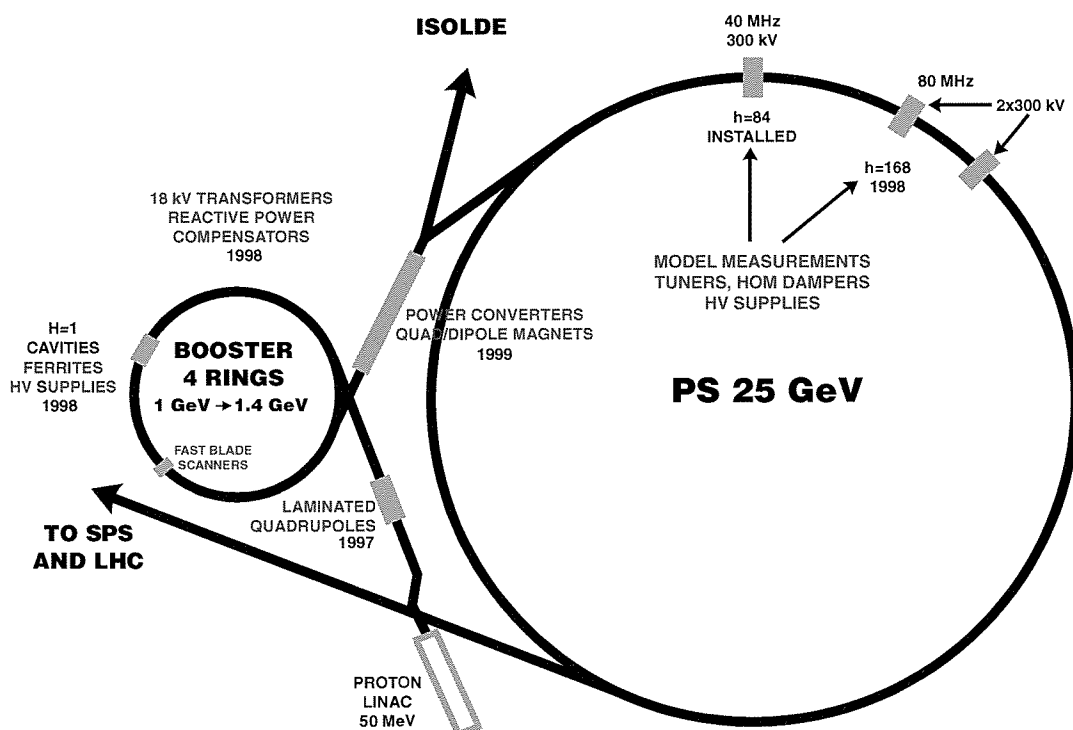 ISOLDE
40 MHz
300 kV
80 MHz
2x300 kV
h=84
INSTALLED
h=168
1998
18 kV TRANSFORMERS
REACTIVE POWER
COMPENSATORS
1998
MODEL MEASUREMENTS
TUNERS, HOM DAMPERS
HV SUPPLIES
POWER CONVERTERS
QUAD/DIPOLE MAGNETS
1999
H=1
CAVITIES
FERRITES
HV SUPPLIES
1998
BOOSTER
4 RINGS
1 GeV → 1.4 GeV
PS 25 GeV
FAST BLADE
SCANNERS
LAMINATED
QUADRUPOLES
1997
TO SPS
AND LHC
PROTON
LINAC
50 MeV